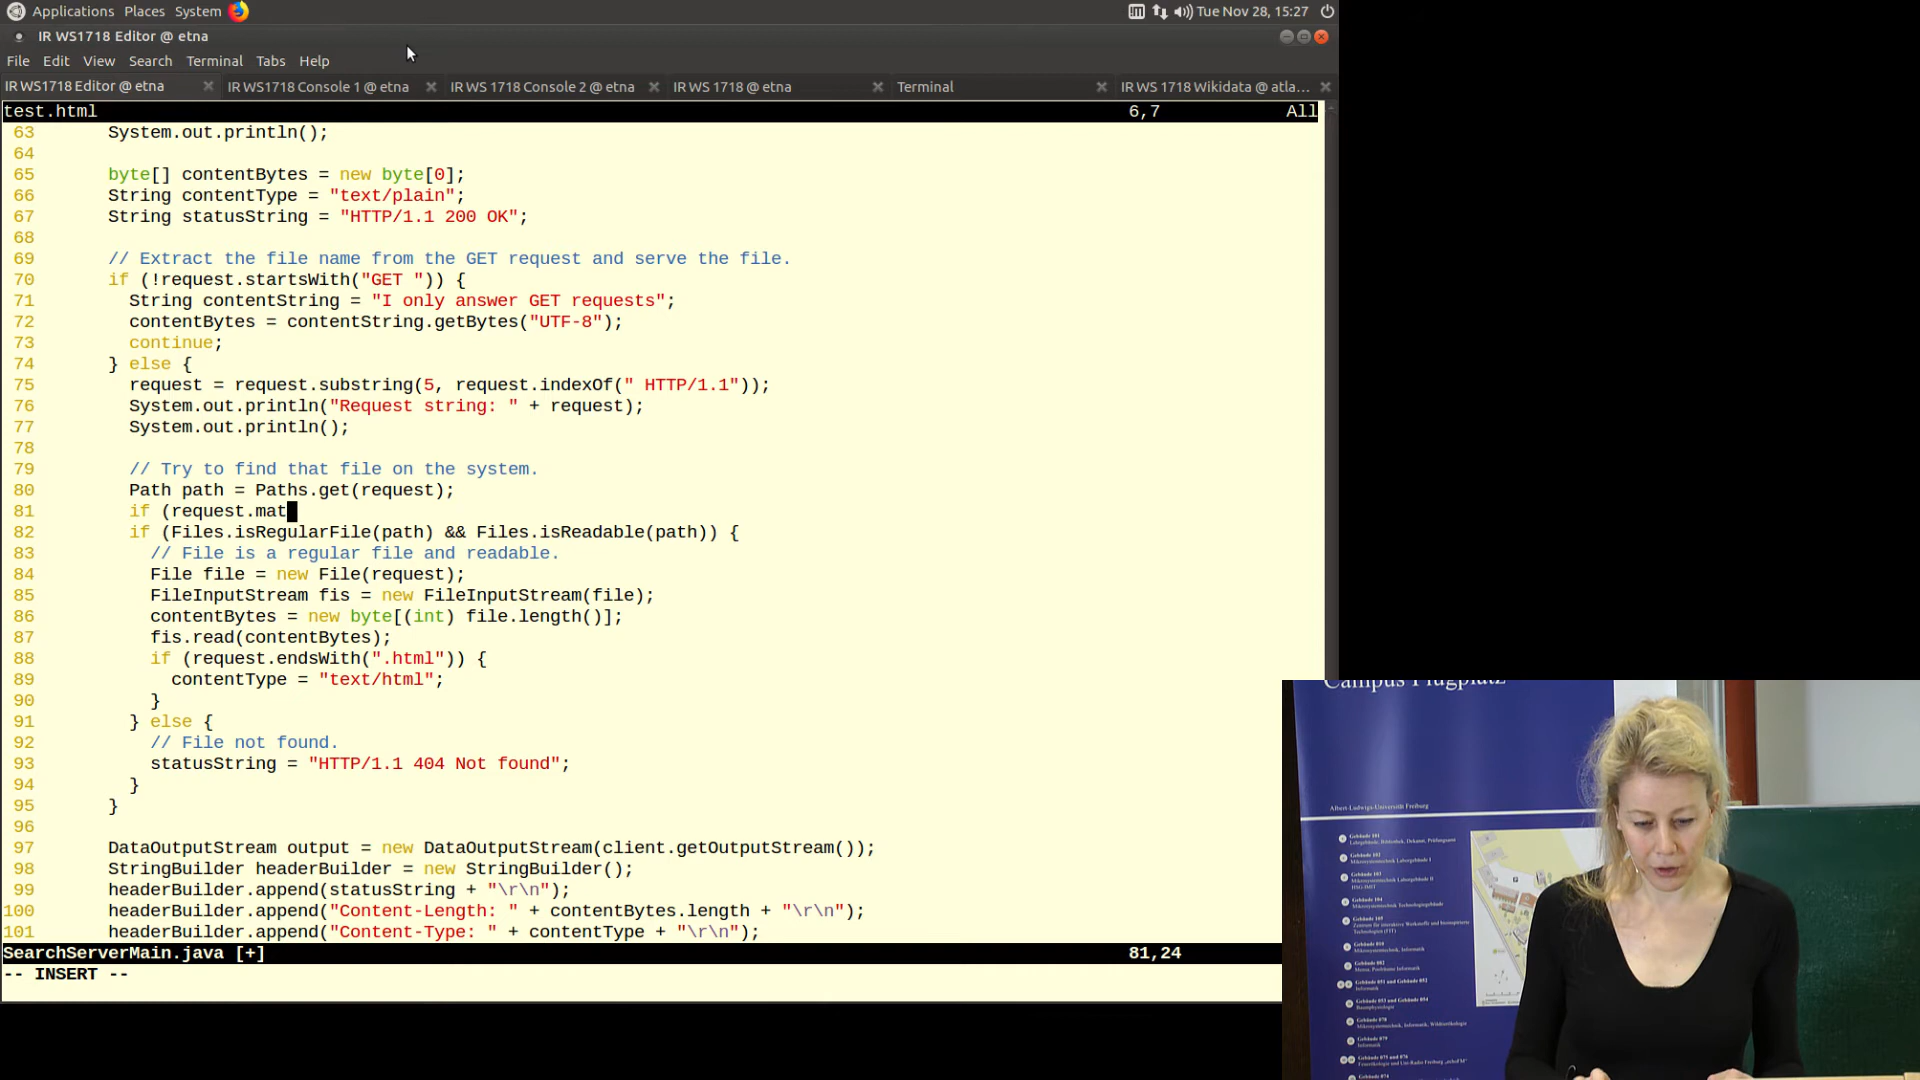 Applications Places System Tue Nov 28, 15:27
IR WS1718 Editor @ etna
File Edit View Search Terminal Tabs Help
IR WS1718 Editor @ etna IR WS1718 Console 1 @ etna IR WS 1718 Console 2 @ etna IR WS 1718 @ etna Terminal IR WS 1718 Wikidata @ atla...
test.html 6,7 All
63 System.out.println();
64
65 byte[] contentBytes = new byte[0];
66 String contentType = "text/plain";
67 String statusString = "HTTP/1.1 200 OK";
68
69 // Extract the file name from the GET request and serve the file.
70 if (!request.startsWith("GET ")) {
71 String contentString = "I only answer GET requests";
72 contentBytes = contentString.getBytes("UTF-8");
73 continue;
74 } else {
75 request = request.substring(5, request.indexOf(" HTTP/1.1"));
76 System.out.println("Request string: " + request);
77 System.out.println();
78
79 // Try to find that file on the system.
80 Path path = Paths.get(request);
81 if (request.mat
82 if (Files.isRegularFile(path) && Files.isReadable(path)) {
83 // File is a regular file and readable.
84 File file = new File(request);
85 FileInputStream fis = new FileInputStream(file);
86 contentBytes = new byte[(int) file.length()];
87 fis.read(contentBytes);
88 if (request.endsWith(".html")) {
89 contentType = "text/html";
90 }
91 } else {
92 // File not found.
93 statusString = "HTTP/1.1 404 Not found";
94 }
95 }
96
97 DataOutputStream output = new DataOutputStream(client.getOutputStream());
98 StringBuilder headerBuilder = new StringBuilder();
99 headerBuilder.append(statusString + "\r\n");
100 headerBuilder.append("Content-Length: " + contentBytes.length + "\r\n");
101 headerBuilder.append("Content-Type: " + contentType + "\r\n");
SearchServerMain.java [+] 81,24
-- INSERT --
Campus Flugplatz
Albert-Ludwigs-Universität Freiburg